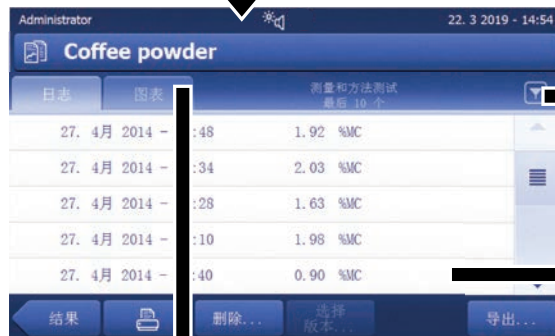 Administrator 22. 3 2019 - 14:54
Coffee powder
日志 图表 测量和方法测试
最后 10 个
27. 4月 2014 - :48 1.92 %MC
27. 4月 2014 - :34 2.03 %MC
27. 4月 2014 - :28 1.63 %MC
27. 4月 2014 - :10 1.98 %MC
27. 4月 2014 - :40 0.90 %MC
结果 删除... 选择
版本... 导出...